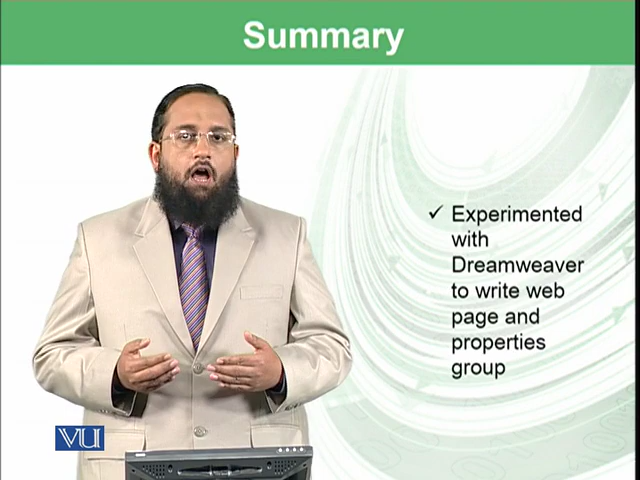 Summary
✓ Experimented
with
Dreamweaver
to write web
page and
properties
group
VU